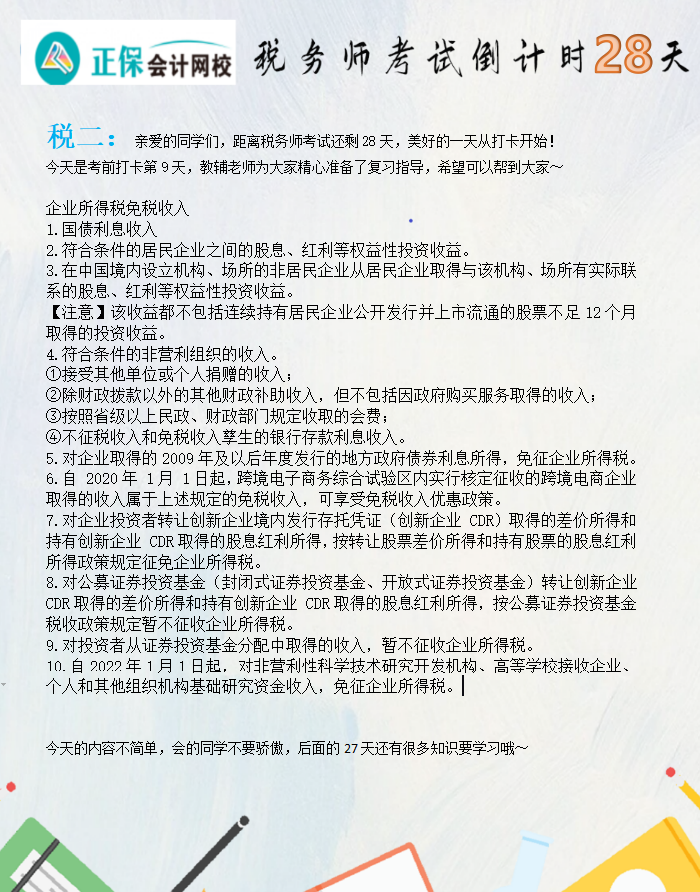 正保会计网校 税务师考试倒计时28天
税二：亲爱的同学们，距离税务师考试还剩28天，美好的一天从打卡开始！
今天是考前打卡第9天，教辅老师为大家精心准备了复习指导，希望可以帮到大家～
企业所得税免税收入
1.国债利息收入
2.符合条件的居民企业之间的股息、红利等权益性投资收益。
3.在中国境内设立机构、场所的非居民企业从居民企业取得与该机构、场所有实际联
系的股息、红利等权益性投资收益。
【注意】该收益都不包括连续持有居民企业公开发行并上市流通的股票不足12个月
取得的投资收益。
4.符合条件的非营利组织的收入。
①接受其他单位或个人捐赠的收入；
②除财政拨款以外的其他财政补助收入，但不包括因政府购买服务取得的收入；
③按照省级以上民政、财政部门规定收取的会费；
④不征税收入和免税收入孳生的银行存款利息收入。
5.对企业取得的2009年及以后年度发行的地方政府债券利息所得，免征企业所得税。
6.自 2020年 1月 1日起，跨境电子商务综合试验区内实行核定征收的跨境电商企业
取得的收入属于上述规定的免税收入，可享受免税收入优惠政策。
7.对企业投资者转让创新企业境内发行存托凭证（创新企业 CDR）取得的差价所得和
持有创新企业 CDR取得的股息红利所得，按转让股票差价所得和持有股票的股息红利
所得政策规定征免企业所得税。
8.对公募证券投资基金（封闭式证券投资基金、开放式证券投资基金）转让创新企业
CDR取得的差价所得和持有创新企业 CDR取得的股息红利所得，按公募证券投资基金
税收政策规定暂不征收企业所得税。
9.对投资者从证券投资基金分配中取得的收入，暂不征收企业所得税。
10.自2022年1月1日起，对非营利性科学技术研究开发机构、高等学校接收企业、
个人和其他组织机构基础研究资金收入，免征企业所得税。
今天的内容不简单，会的同学不要骄傲，后面的27天还有很多知识要学习哦～